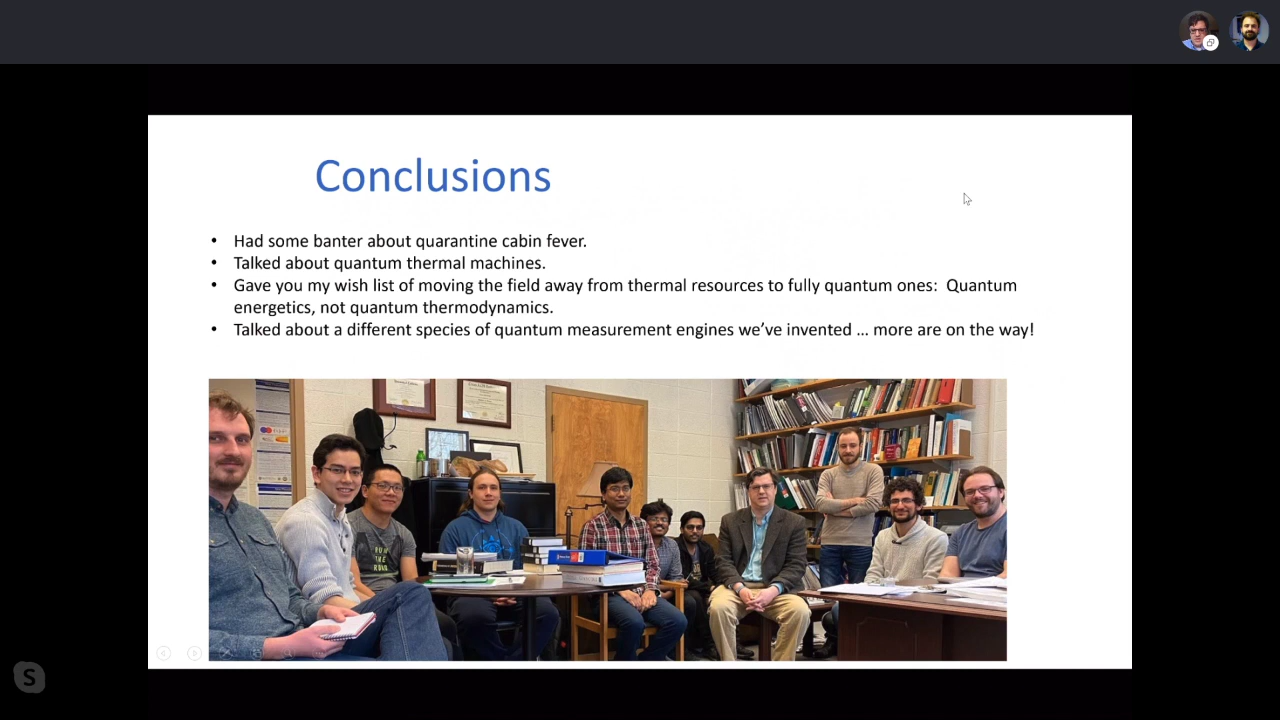 Conclusions
• Had some banter about quarantine cabin fever.
• Talked about quantum thermal machines.
• Gave you my wish list of moving the field away from thermal resources to fully quantum ones:  Quantum
energetics, not quantum thermodynamics.
• Talked about a different species of quantum measurement engines we’ve invented … more are on the way!
S